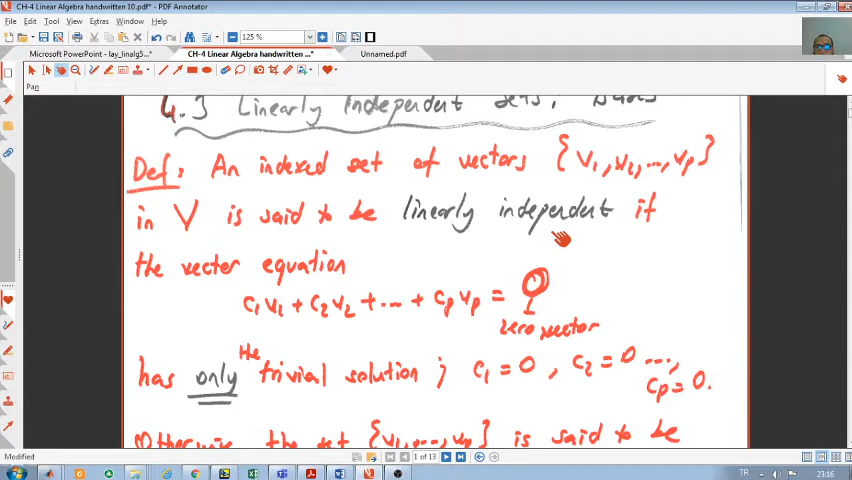 CH-4 Linear Algebra handwritten 10.pdf* - PDF Annotator
File Edit Tool View Extras Window Help
125 %
Microsoft PowerPoint - lay_linalg5...* CH-4 Linear Algebra handwritten ...* Unnamed.pdf
Pan
4.3 Linearly Independent sets; Bases
Def: An indexed set of vectors {v1, v2, ..., vp}
in V is said to be linearly independent if
the vector equation
c1v1 + c2v2 + ... + cpvp = 0
zero vector
has only the trivial solution ; c1 = 0 , c2 = 0 ...,
cp = 0.
Otherwise the set {v1, ..., vp} is said to be
Modified
1 of 13
TR 23:16